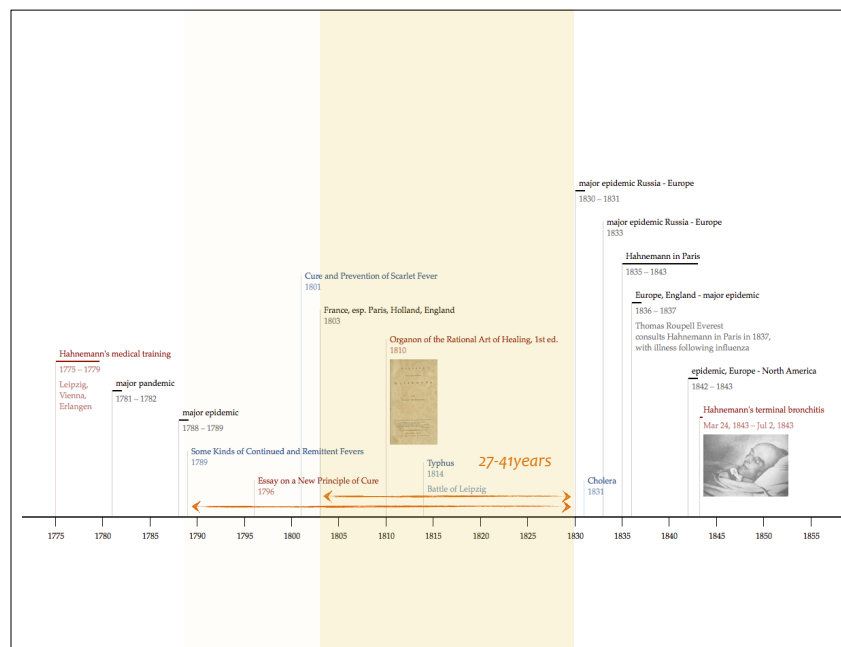 major epidemic Russia - Europe
1830 – 1831
major epidemic Russia - Europe
1833
Hahnemann in Paris
1835 – 1843
Cure and Prevention of Scarlet Fever
1801
Europe, England - major epidemic
1836 – 1837
Thomas Roupell Everest
consults Hahnemann in Paris in 1837,
with illness following influenza
France, esp. Paris, Holland, England
1803
Organon of the Rational Art of Healing, 1st ed.
1810
Hahnemann's medical training
1775 – 1779
Leipzig,
Vienna,
Erlangen
major pandemic
1781 – 1782
epidemic, Europe - North America
1842 – 1843
major epidemic
1788 – 1789
Hahnemann's terminal bronchitis
Mar 24, 1843 – Jul 2, 1843
Some Kinds of Continued and Remittent Fevers
1789
Typhus
1814
Battle of Leipzig
27-41years
Essay on a New Principle of Cure
1796
Cholera
1831
1775 1780 1785 1790 1795 1800 1805 1810 1815 1820 1825 1830 1835 1840 1845 1850 1855